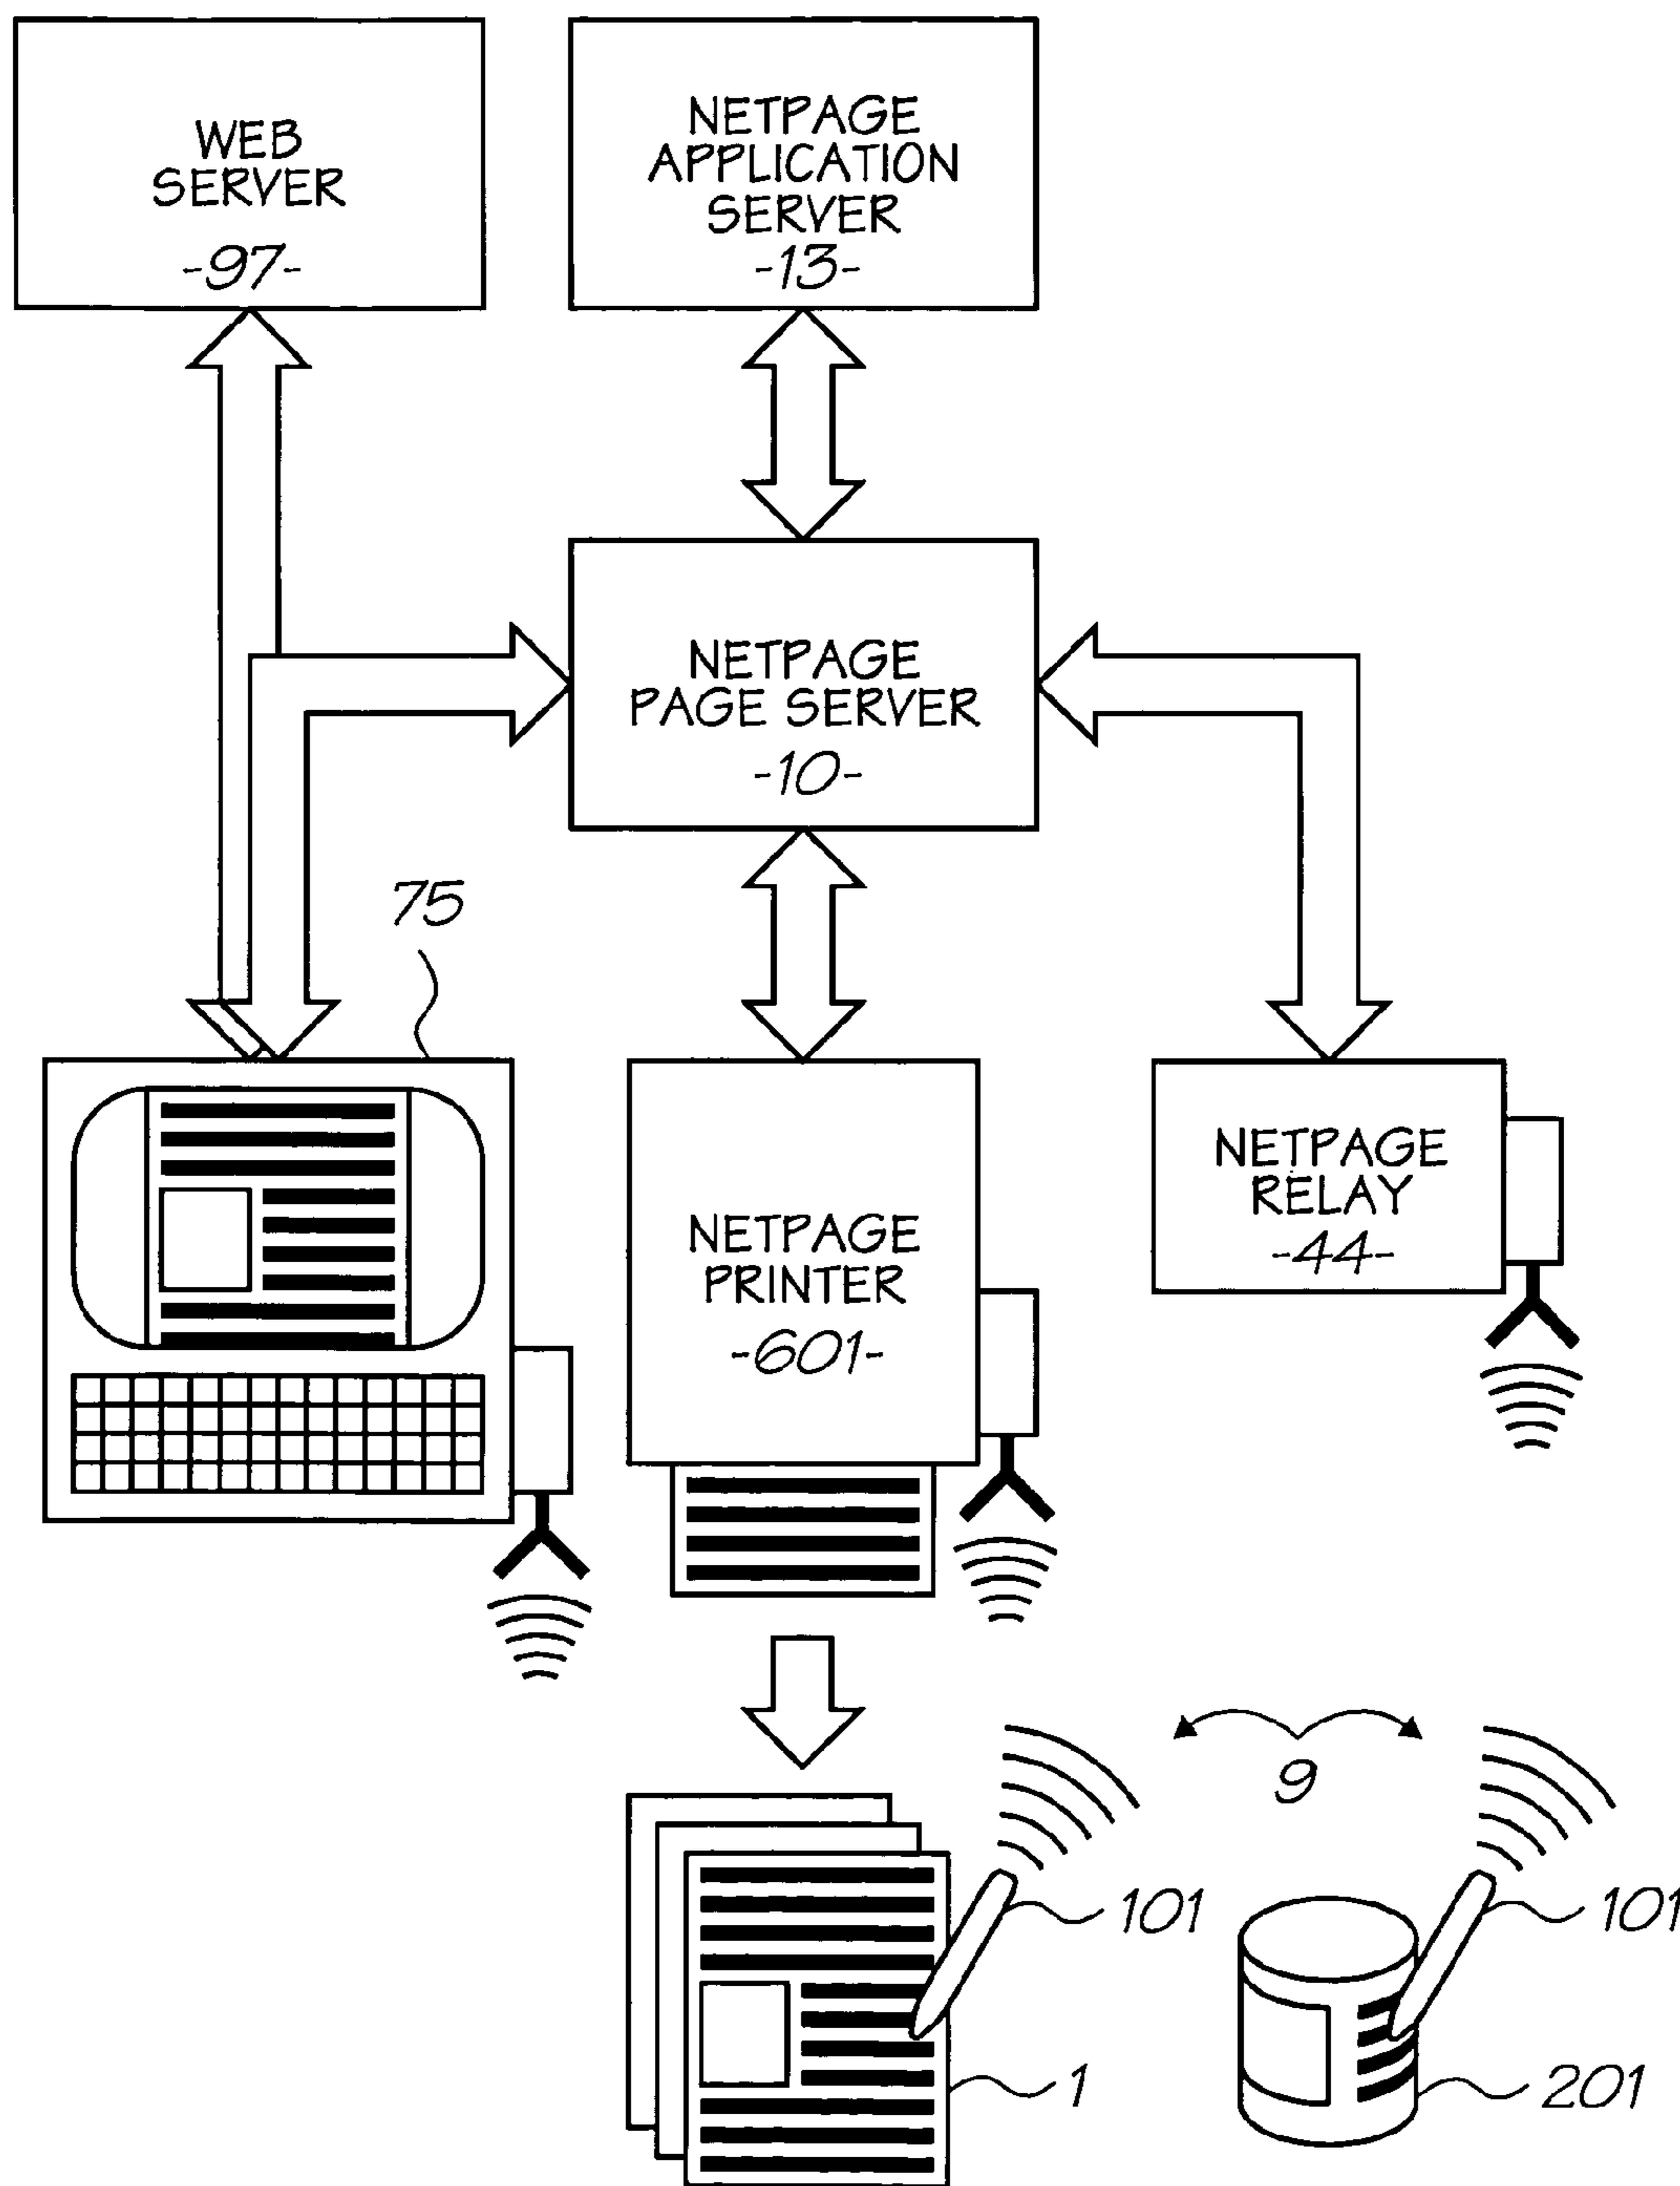 WEB
SERVER
-97-
NETPAGE
APPLICATION
SERVER
-13-
NETPAGE
PAGE SERVER
-10-
75
NETPAGE
PRINTER
-601-
NETPAGE
RELAY
-44-
9
101
101
1
201